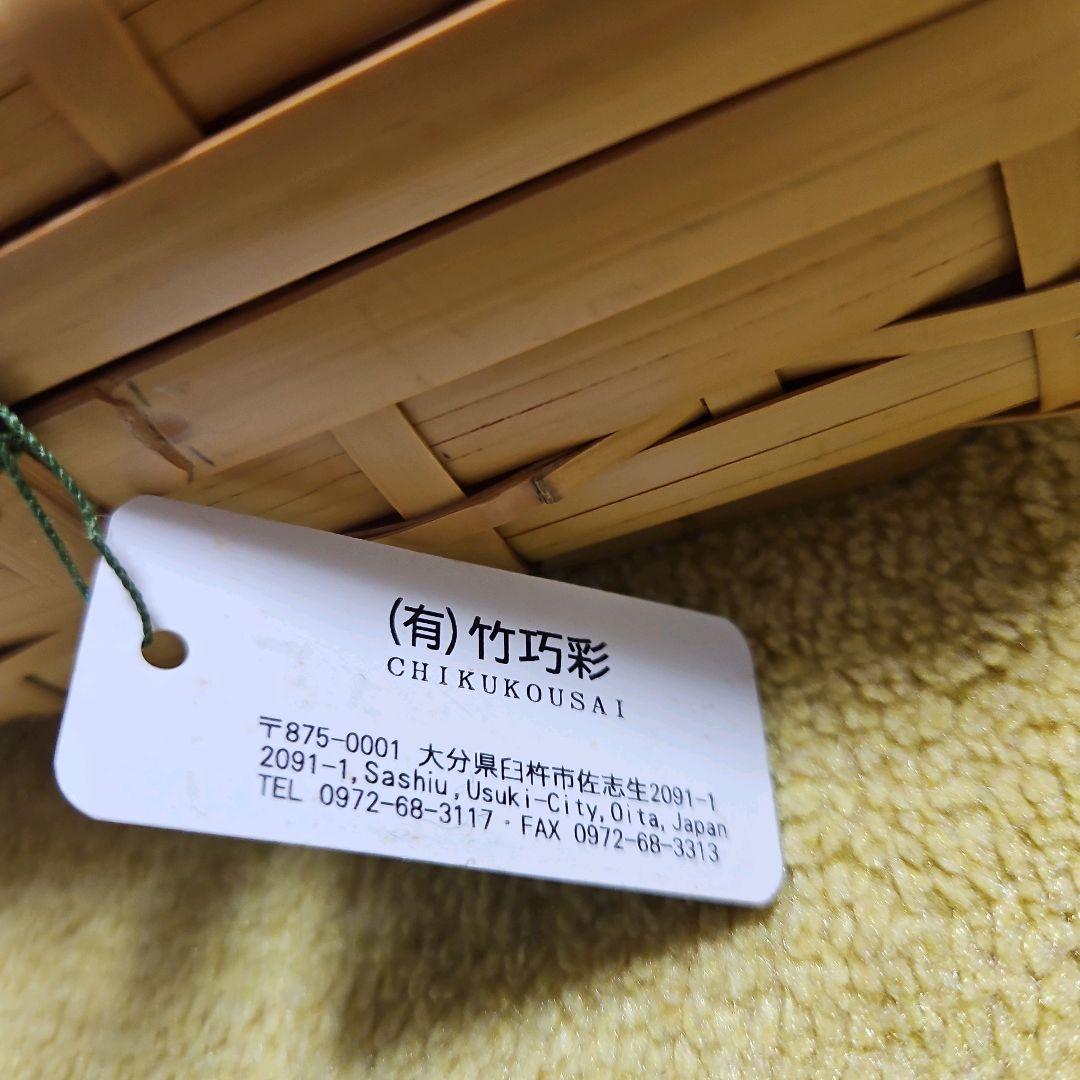 (有)竹巧彩
CHIKUKOUSAI
〒875-0001 大分県臼杵市佐志生2091-1
2091-1,Sashiu,Usuki-City,Oita,Japan
TEL 0972-68-3117・FAX 0972-68-3313